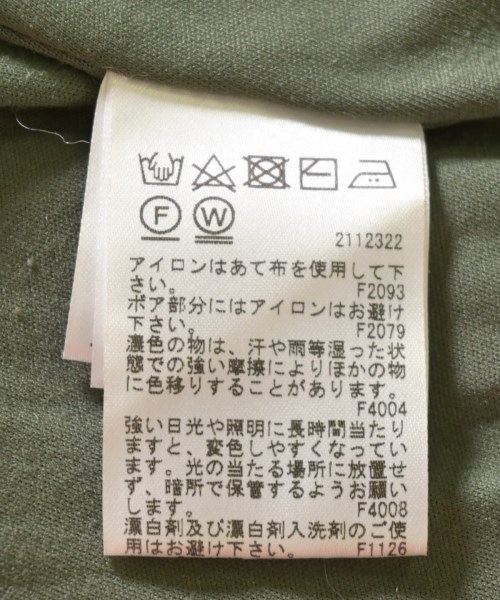 F W
2112322
アイロンはあて布を使用して下
さい。 F2093
ボア部分にはアイロンはお避け
下さい。 F2079
濃色の物は、汗や雨等湿った状
態での強い摩擦によりほかの物
に色移りすることがあります。
F4004
強い日光や照明に長時間当たり
ますと、変色しやすくなってい
ます。光の当たる場所に放置せ
ず、暗所で保管するようお願い
します。 F4008
漂白剤及び漂白剤入洗剤のご使
用はお避け下さい。 F1126